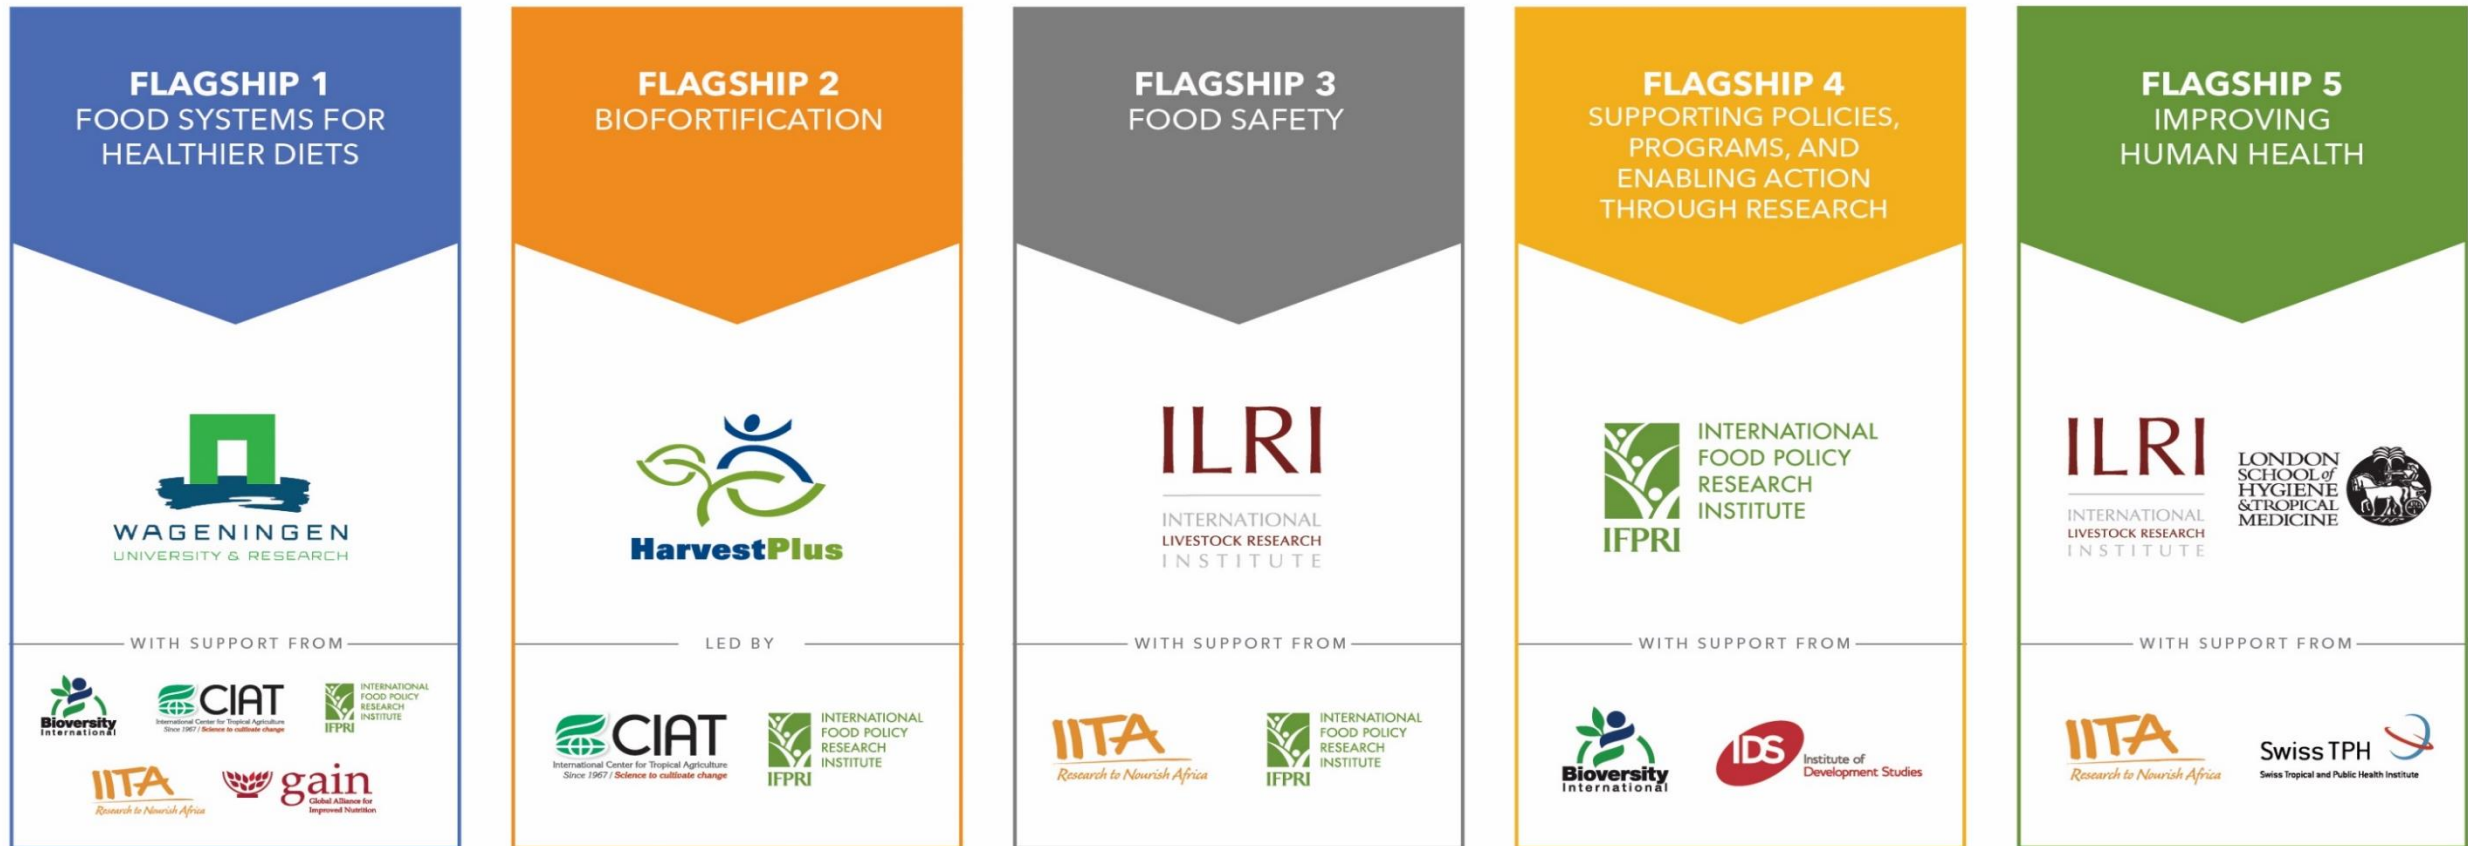 FLAGSHIP 1
FOOD SYSTEMS FOR
HEALTHIER DIETS
WAGENINGEN
UNIVERSITY & RESEARCH
WITH SUPPORT FROM
Bioversity
International
CIAT
International Center for Tropical Agriculture
Since 1967 / Science to cultivate change
INTERNATIONAL
FOOD POLICY
RESEARCH
INSTITUTE
IFPRI
IITA
Research to Nourish Africa
gain
Global Alliance for
Improved Nutrition
FLAGSHIP 2
BIOFORTIFICATION
HarvestPlus
LED BY
CIAT
International Center for Tropical Agriculture
Since 1967 / Science to cultivate change
INTERNATIONAL
FOOD POLICY
RESEARCH
INSTITUTE
IFPRI
FLAGSHIP 3
FOOD SAFETY
ILRI
INTERNATIONAL
LIVESTOCK RESEARCH
INSTITUTE
WITH SUPPORT FROM
IITA
Research to Nourish Africa
INTERNATIONAL
FOOD POLICY
RESEARCH
INSTITUTE
IFPRI
FLAGSHIP 4
SUPPORTING POLICIES,
PROGRAMS, AND
ENABLING ACTION
THROUGH RESEARCH
INTERNATIONAL
FOOD POLICY
RESEARCH
INSTITUTE
IFPRI
WITH SUPPORT FROM
Bioversity
International
IDS
Institute of
Development Studies
FLAGSHIP 5
IMPROVING
HUMAN HEALTH
ILRI
INTERNATIONAL
LIVESTOCK RESEARCH
INSTITUTE
LONDON
SCHOOL of
HYGIENE
&TROPICAL
MEDICINE
WITH SUPPORT FROM
IITA
Research to Nourish Africa
Swiss TPH
Swiss Tropical and Public Health Institute